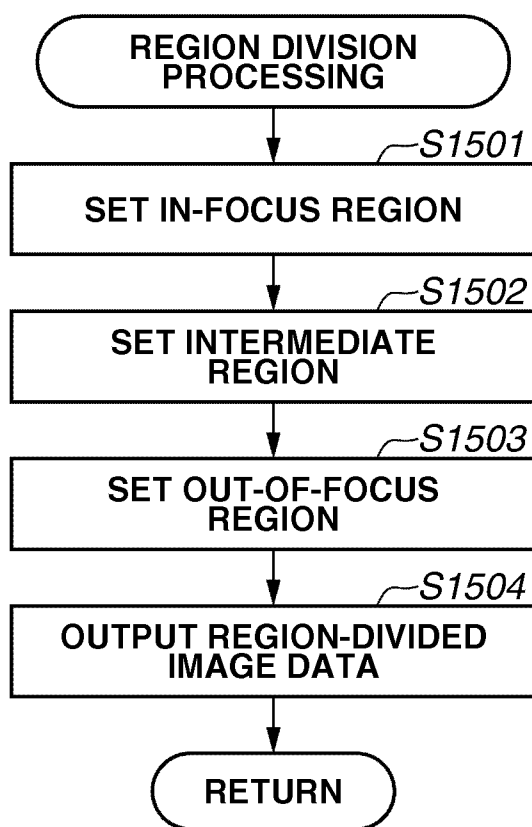 REGION DIVISION
PROCESSING
S1501
SET IN-FOCUS REGION
S1502
SET INTERMEDIATE
REGION
S1503
SET OUT-OF-FOCUS
REGION
S1504
OUTPUT REGION-DIVIDED
IMAGE DATA
RETURN